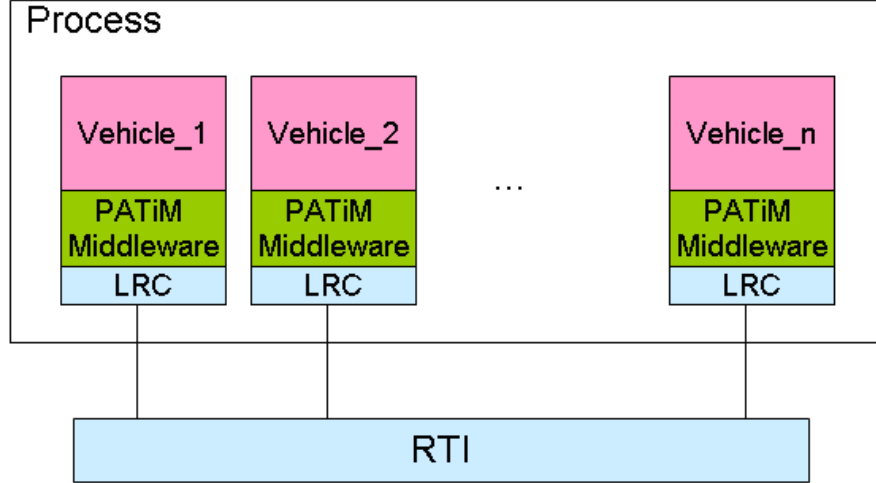 Process
Vehicle_1
Vehicle_2
...
Vehicle_n
PATiM
Middleware
PATiM
Middleware
PATiM
Middleware
LRC
LRC
LRC
RTI